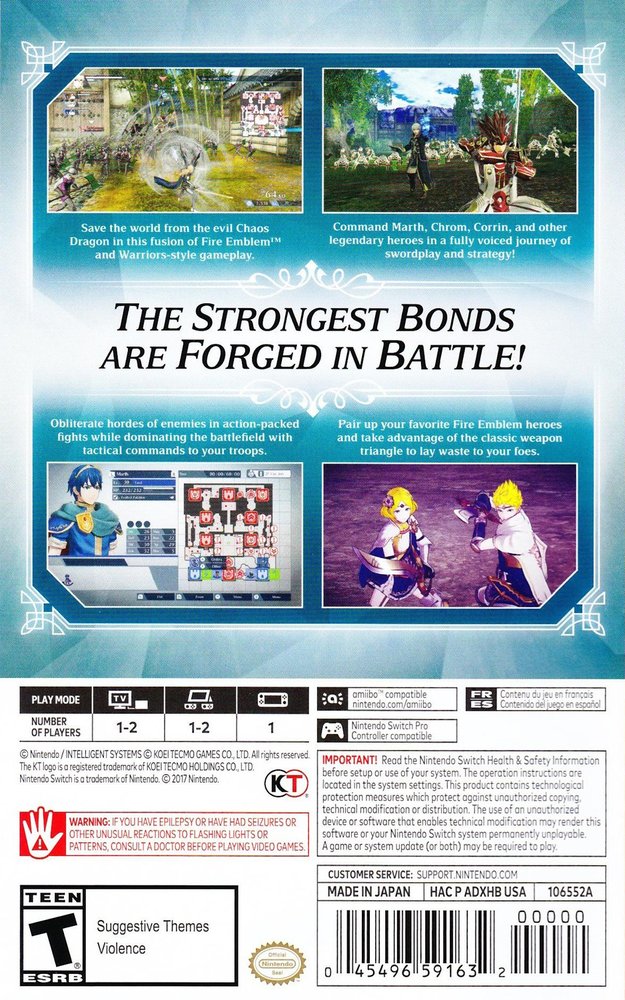 Save the world from the evil Chaos
Dragon in this fusion of Fire Emblem™
and Warriors-style gameplay.
Command Marth, Chrom, Corrin, and other
legendary heroes in a fully voiced journey of
swordplay and strategy!
THE STRONGEST BONDS
ARE FORGED IN BATTLE!
Obliterate hordes of enemies in action-packed
fights while dominating the battlefield with
tactical commands to your troops.
Pair up your favorite Fire Emblem heroes
and take advantage of the classic weapon
triangle to lay waste to your foes.
Marth
PLAY MODE
TV
NUMBER
OF PLAYERS
1-2
1-2
1
amiibo™ compatible
nintendo.com/amiibo
FR
ES
Contenu du jeu en français
Contenido del juego en español
Nintendo Switch Pro
Controller compatible
© Nintendo / INTELLIGENT SYSTEMS © KOEI TECMO GAMES CO., LTD. All rights reserved.
The KT logo is a registered trademark of KOEI TECMO HOLDINGS CO., LTD.
Nintendo Switch is a trademark of Nintendo. © 2017 Nintendo.
KT
WARNING: IF YOU HAVE EPILEPSY OR HAVE HAD SEIZURES OR
OTHER UNUSUAL REACTIONS TO FLASHING LIGHTS OR
PATTERNS, CONSULT A DOCTOR BEFORE PLAYING VIDEO GAMES.
IMPORTANT! Read the Nintendo Switch Health & Safety Information
before setup or use of your system. The operation instructions are
located in the system settings. This product contains technological
protection measures which protect against unauthorized copying,
technical modification or distribution. The use of an unauthorized
device or software that enables technical modification may render this
software or your Nintendo Switch system permanently unplayable.
A game or system update (or both) may be required to play.
CUSTOMER SERVICE: SUPPORT.NINTENDO.COM
MADE IN JAPAN
HAC P ADXHB USA
106552A
TEEN
T
ESRB
Suggestive Themes
Violence
Official
Nintendo
Seal
00000
0 45496 59163 2